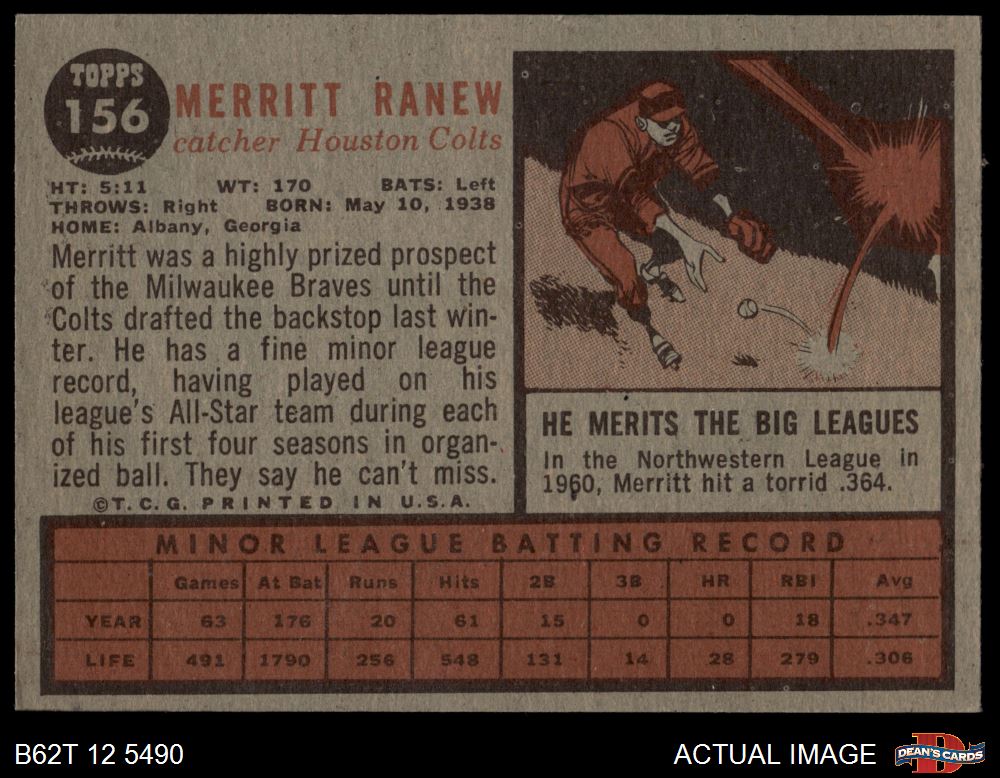 TOPPS
156
MERRITT RANEW
catcher Houston Colts
HT: 5:11 WT: 170 BATS: Left
THROWS: Right BORN: May 10, 1938
HOME: Albany, Georgia
Merritt was a highly prized prospect
of the Milwaukee Braves until the
Colts drafted the backstop last win-
ter. He has a fine minor league
record, having played on his
league's All-Star team during each
of his first four seasons in organ-
ized ball. They say he can't miss.
©T.C.G. PRINTED IN U.S.A.
HE MERITS THE BIG LEAGUES
In the Northwestern League in
1960, Merritt hit a torrid .364.
MINOR LEAGUE BATTING RECORD
Games At Bat Runs Hits 2B 3B HR RBI Avg
YEAR 63 176 20 61 15 0 0 18 .347
LIFE 491 1790 256 548 131 14 28 279 .306
B62T 12 5490 ACTUAL IMAGE
DEAN'S CARDS